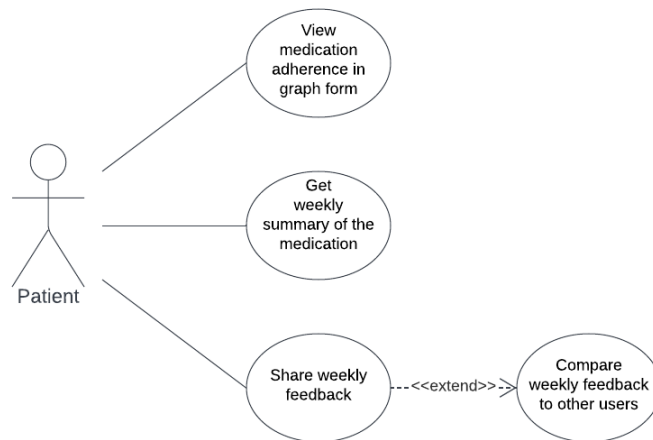 View
medication
adherence in
graph form
Get
weekly
summary of the
medication
Patient
Share weekly
feedback
<<extend>>
Compare
weekly feedback
to other users